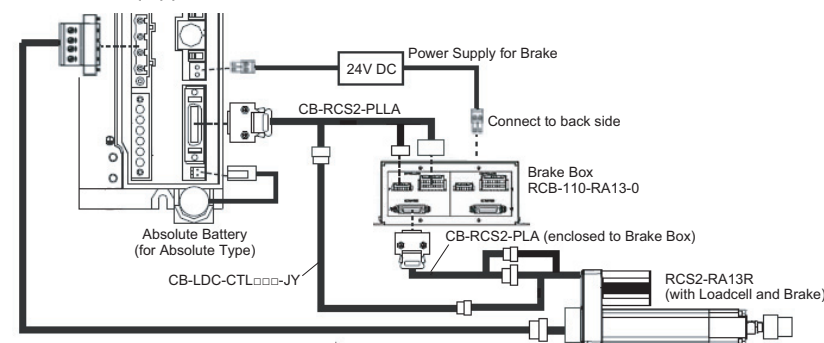 Power Supply for Brake
24V DC
CB-RCS2-PLLA
Connect to back side
Brake Box
RCB-110-RA13-0
Absolute Battery
(for Absolute Type)
CB-RCS2-PLA (enclosed to Brake Box)
CB-LDC-CTL□□□-JY
RCS2-RA13R
(with Loadcell and Brake)